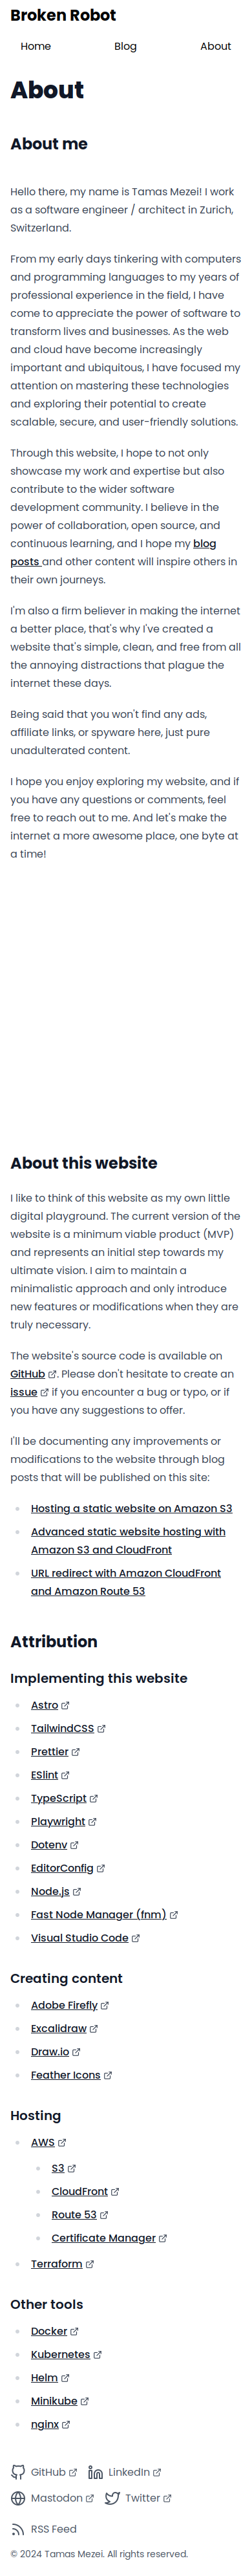 Broken Robot
Home Blog About
About
About me
Hello there, my name is Tamas Mezei! I work
as a software engineer / architect in Zurich,
Switzerland.
From my early days tinkering with computers
and programming languages to my years of
professional experience in the field, I have
come to appreciate the power of software to
transform lives and businesses. As the web
and cloud have become increasingly
important and ubiquitous, I have focused my
attention on mastering these technologies
and exploring their potential to create
scalable, secure, and user-friendly solutions.
Through this website, I hope to not only
showcase my work and expertise but also
contribute to the wider software
development community. I believe in the
power of collaboration, open source, and
continuous learning, and I hope my blog
posts and other content will inspire others in
their own journeys.
I'm also a firm believer in making the internet
a better place, that's why I've created a
website that's simple, clean, and free from all
the annoying distractions that plague the
internet these days.
Being said that you won't find any ads,
affiliate links, or spyware here, just pure
unadulterated content.
I hope you enjoy exploring my website, and if
you have any questions or comments, feel
free to reach out to me. And let's make the
internet a more awesome place, one byte at
a time!
About this website
I like to think of this website as my own little
digital playground. The current version of the
website is a minimum viable product (MVP)
and represents an initial step towards my
ultimate vision. I aim to maintain a
minimalistic approach and only introduce
new features or modifications when they are
truly necessary.
The website's source code is available on
GitHub. Please don't hesitate to create an
issue if you encounter a bug or typo, or if
you have any suggestions to offer.
I'll be documenting any improvements or
modifications to the website through blog
posts that will be published on this site:
Hosting a static website on Amazon S3
Advanced static website hosting with
Amazon S3 and CloudFront
URL redirect with Amazon CloudFront
and Amazon Route 53
Attribution
Implementing this website
Astro
TailwindCSS
Prettier
ESlint
TypeScript
Playwright
Dotenv
EditorConfig
Node.js
Fast Node Manager (fnm)
Visual Studio Code
Creating content
Adobe Firefly
Excalidraw
Draw.io
Feather Icons
Hosting
AWS
S3
CloudFront
Route 53
Certificate Manager
Terraform
Other tools
Docker
Kubernetes
Helm
Minikube
nginx
GitHub LinkedIn
Mastodon Twitter
RSS Feed
© 2024 Tamas Mezei. All rights reserved.